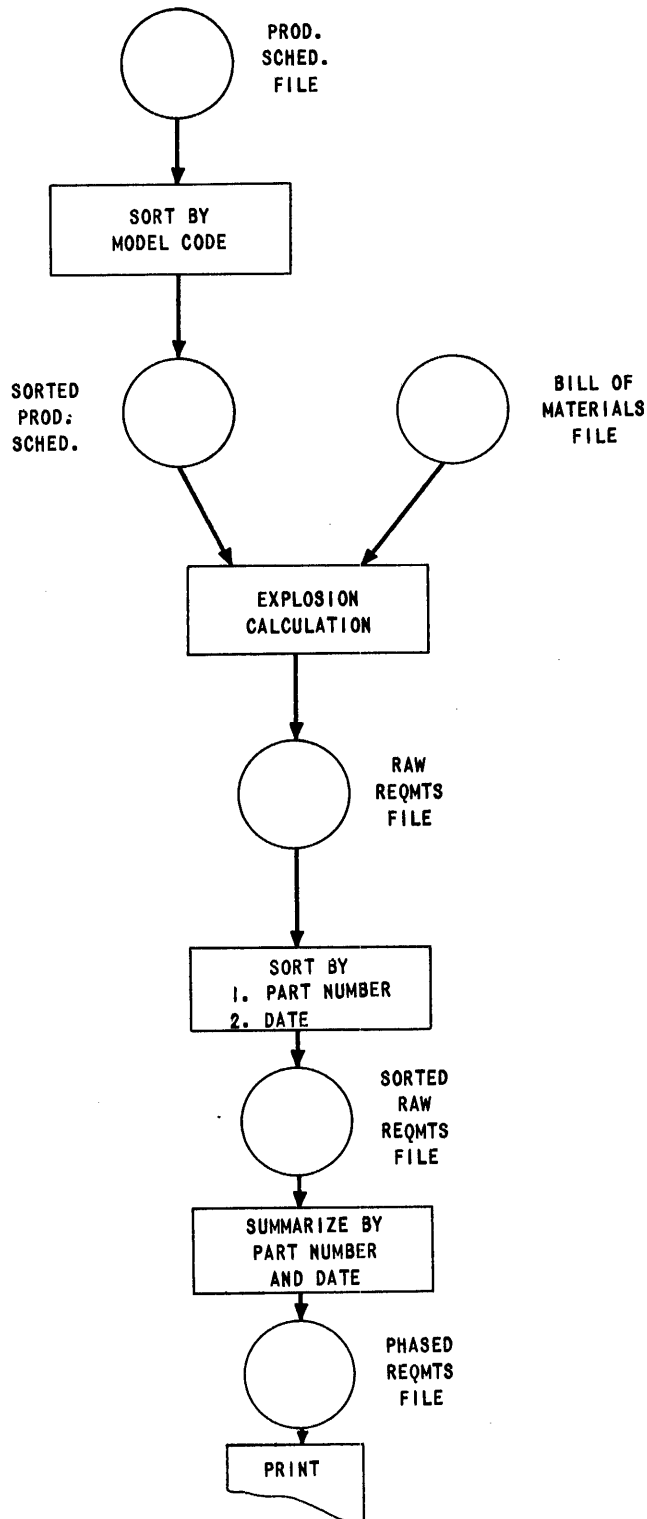 PROD.
SCHED.
FILE
SORT BY
MODEL CODE
SORTED
PROD.
SCHED.
BILL OF
MATERIALS
FILE
EXPLOSION
CALCULATION
RAW
REQMTS
FILE
SORT BY
1. PART NUMBER
2. DATE
SORTED
RAW
REQMTS
FILE
SUMMARIZE BY
PART NUMBER
AND DATE
PHASED
REQMTS
FILE
PRINT